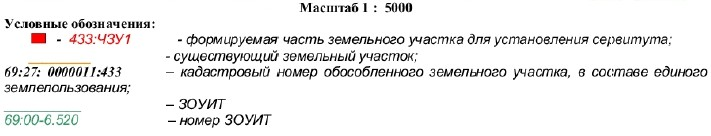 Масштаб 1 : 5000
Условные обозначения:
- 433:ЧЗУ1 - формируемая часть земельного участка для установления сервитута;
- существующий земельный участок;
69:27: 0000011:433 – кадастровый номер обособленного земельного участка, в составе единого
землепользования;
– ЗОУИТ
69:00-6.520 – номер ЗОУИТ